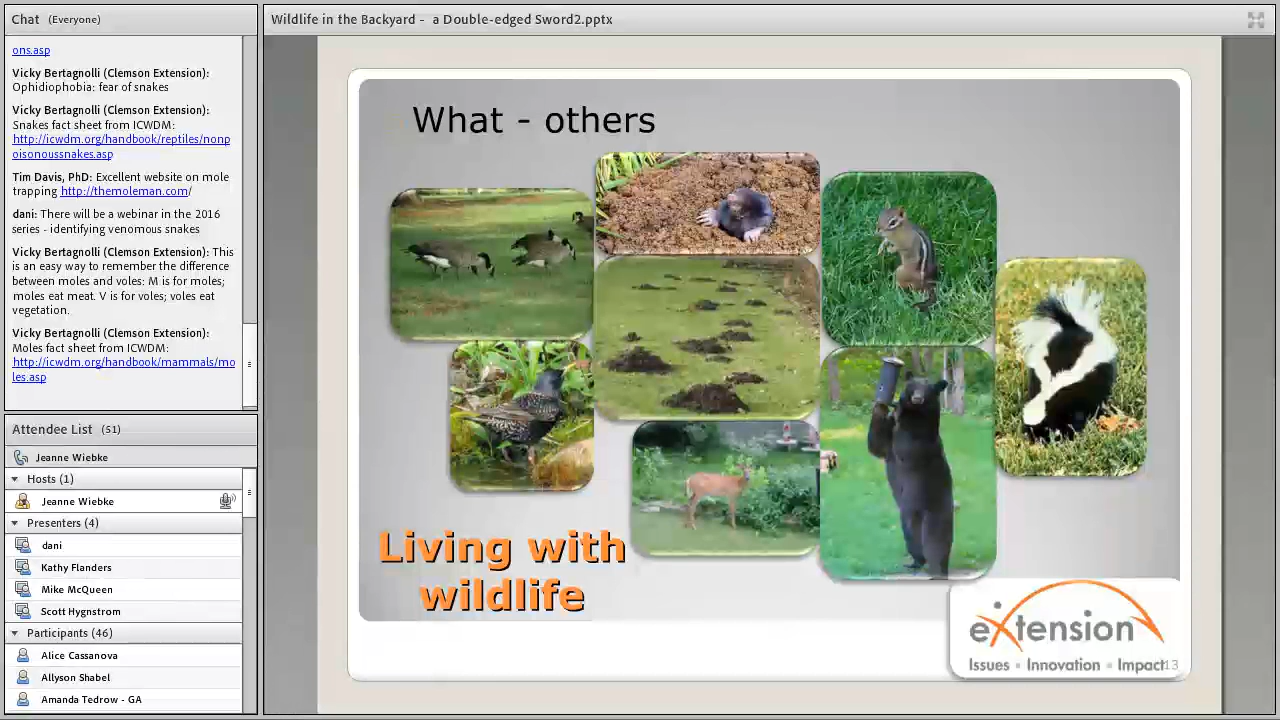 Chat (Everyone)
ons.asp
Vicky Bertagnolli (Clemson Extension):
Ophidiophobia: fear of snakes
Vicky Bertagnolli (Clemson Extension):
Snakes fact sheet from ICWDM:
http://icwdm.org/handbook/reptiles/nonp
oisonoussnakes.asp
Tim Davis, PhD: Excellent website on mole
trapping http://themoleman.com/
dani: There will be a webinar in the 2016
series - identifying venomous snakes
Vicky Bertagnolli (Clemson Extension): This
is an easy way to remember the difference
between moles and voles: M is for moles;
moles eat meat. V is for voles; voles eat
vegetation.
Vicky Bertagnolli (Clemson Extension):
Moles fact sheet from ICWDM:
http://icwdm.org/handbook/mammals/mo
les.asp
Attendee List (51)
Jeanne Wiebke
Hosts (1)
Jeanne Wiebke
Presenters (4)
dani
Kathy Flanders
Mike McQueen
Scott Hygnstrom
Participants (46)
Alice Cassanova
Allyson Shabel
Amanda Tedrow - GA
Wildlife in the Backyard - a Double-edged Sword2.pptx
What - others
Living with
wildlife
eXtension
Issues • Innovation • Impact
13